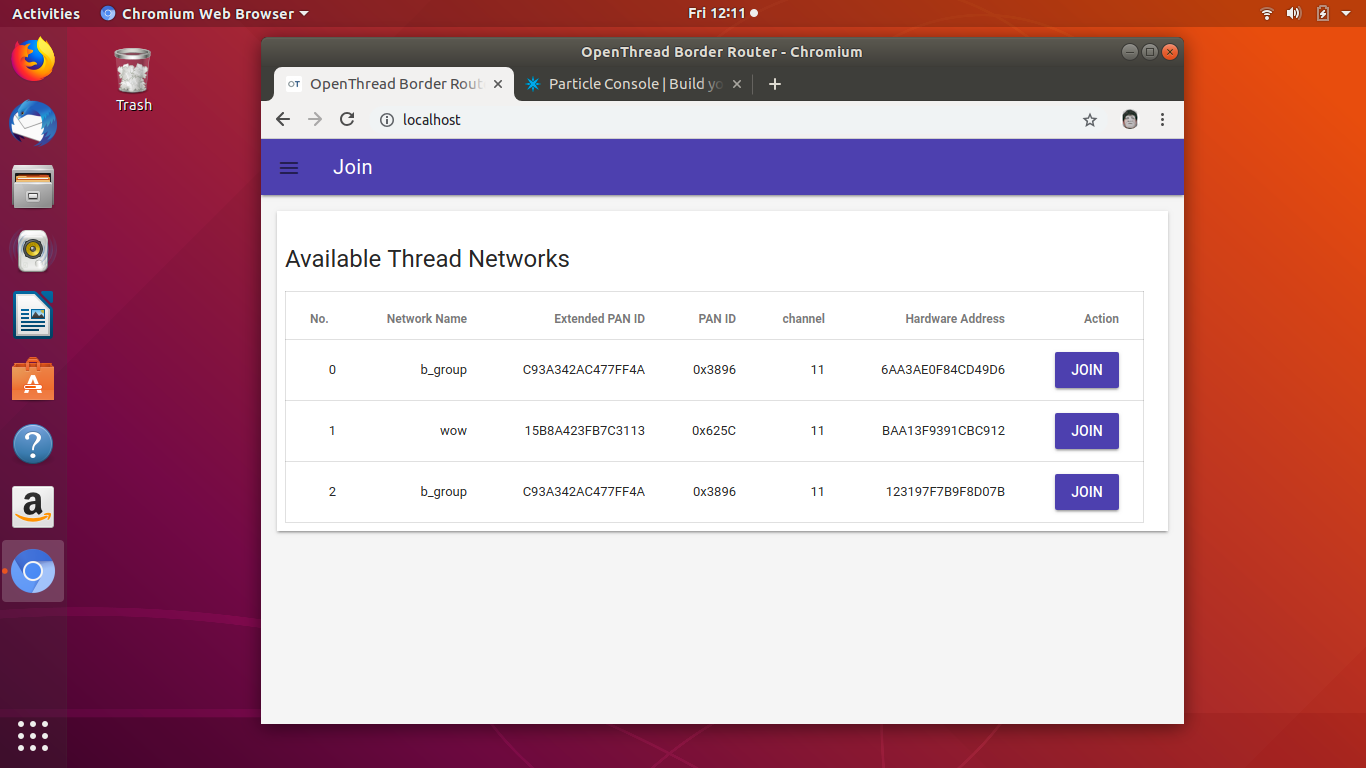 Activities Chromium Web Browser Fri 12:11
Trash
OpenThread Border Router - Chromium
OT OpenThread Border Rout Particle Console | Build yo
localhost
Join
Available Thread Networks
No. Network Name Extended PAN ID PAN ID channel Hardware Address Action
0 b_group C93A342AC477FF4A 0x3896 11 6AA3AE0F84CD49D6 JOIN
1 wow 15B8A423FB7C3113 0x625C 11 BAA13F9391CBC912 JOIN
2 b_group C93A342AC477FF4A 0x3896 11 123197F7B9F8D07B JOIN